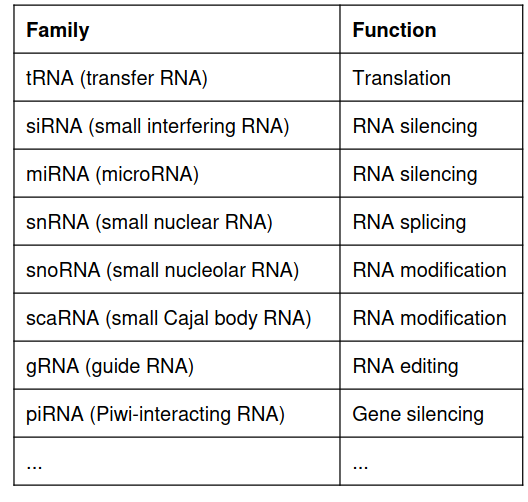 Family Function
tRNA (transfer RNA) Translation
siRNA (small interfering RNA) RNA silencing
miRNA (microRNA) RNA silencing
snRNA (small nuclear RNA) RNA splicing
snoRNA (small nucleolar RNA) RNA modification
scaRNA (small Cajal body RNA) RNA modification
gRNA (guide RNA) RNA editing
piRNA (Piwi-interacting RNA) Gene silencing
... ...